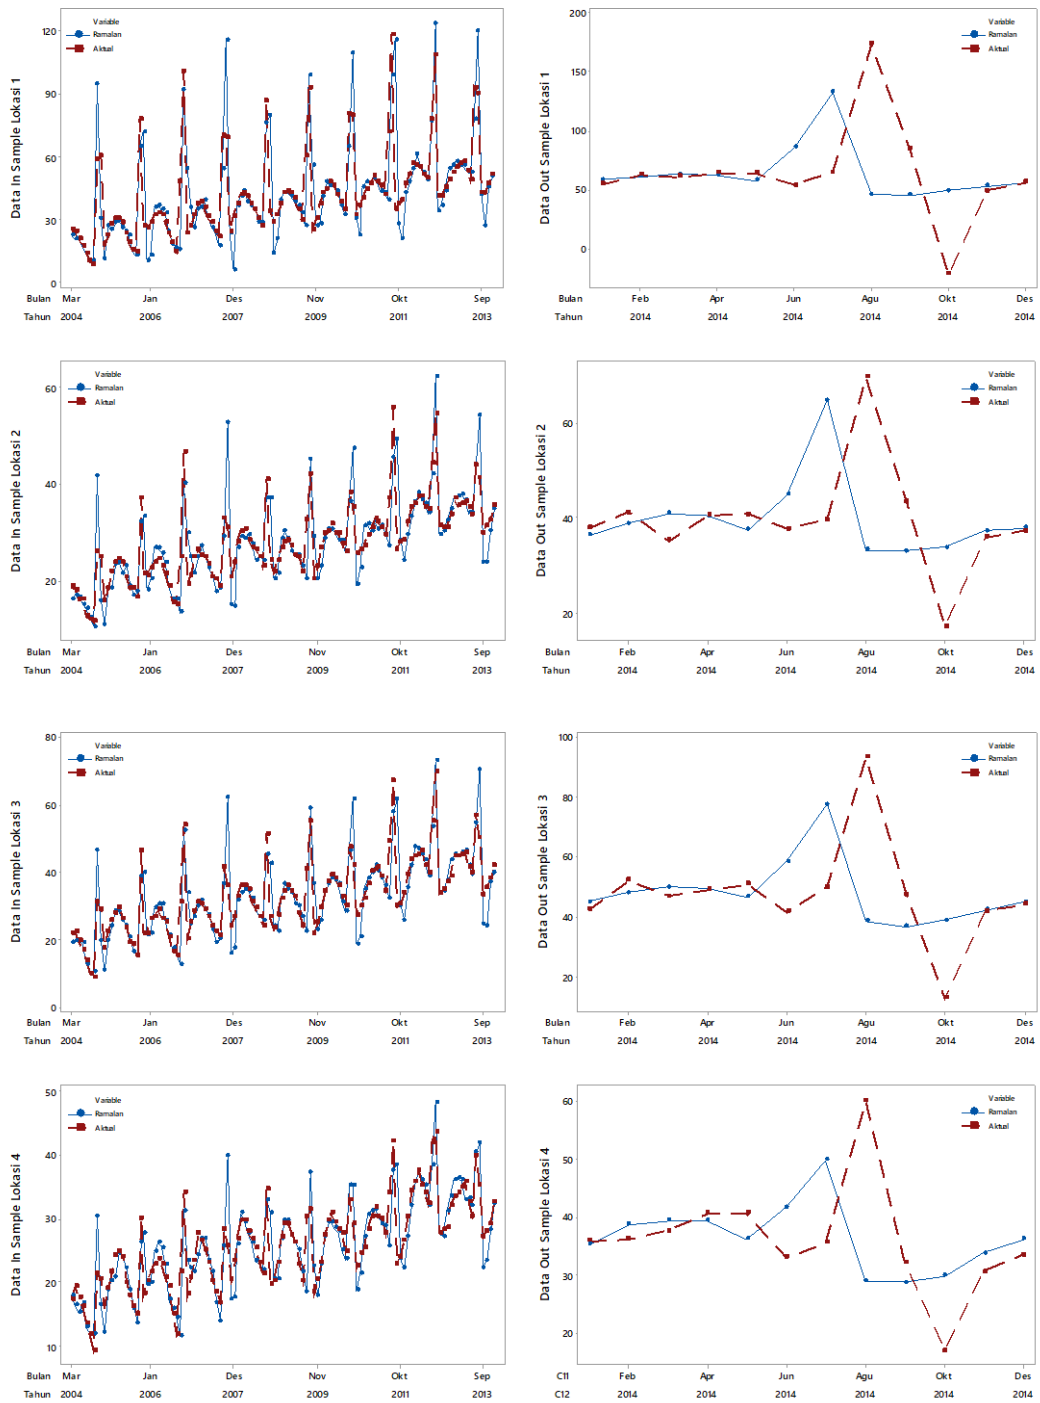 Data In Sample Lokasi 1
120
90
60
30
0
Variable
Ramalan
Aktual
Bulan Mar Jan Des Nov Okt Sep
Tahun 2004 2006 2007 2009 2011 2013
Data Out Sample Lokasi 1
200
150
100
50
0
Variable
Ramalan
Aktual
Bulan Feb Apr Jun Agu Okt Des
Tahun 2014 2014 2014 2014 2014 2014
Data In Sample Lokasi 2
60
40
20
Variable
Ramalan
Aktual
Bulan Mar Jan Des Nov Okt Sep
Tahun 2004 2006 2007 2009 2011 2013
Data Out Sample Lokasi 2
60
40
20
Variable
Ramalan
Aktual
Bulan Feb Apr Jun Agu Okt Des
Tahun 2014 2014 2014 2014 2014 2014
Data In Sample Lokasi 3
80
60
40
20
0
Variable
Ramalan
Aktual
Bulan Mar Jan Des Nov Okt Sep
Tahun 2004 2006 2007 2009 2011 2013
Data Out Sample Lokasi 3
100
80
60
40
20
Variable
Ramalan
Aktual
Bulan Feb Apr Jun Agu Okt Des
Tahun 2014 2014 2014 2014 2014 2014
Data In Sample Lokasi 4
50
40
30
20
10
Variable
Ramalan
Aktual
Bulan Mar Jan Des Nov Okt Sep
Tahun 2004 2006 2007 2009 2011 2013
Data Out Sample Lokasi 4
60
50
40
30
20
Variable
Ramalan
Aktual
C11 Feb Apr Jun Agu Okt Des
C12 2014 2014 2014 2014 2014 2014